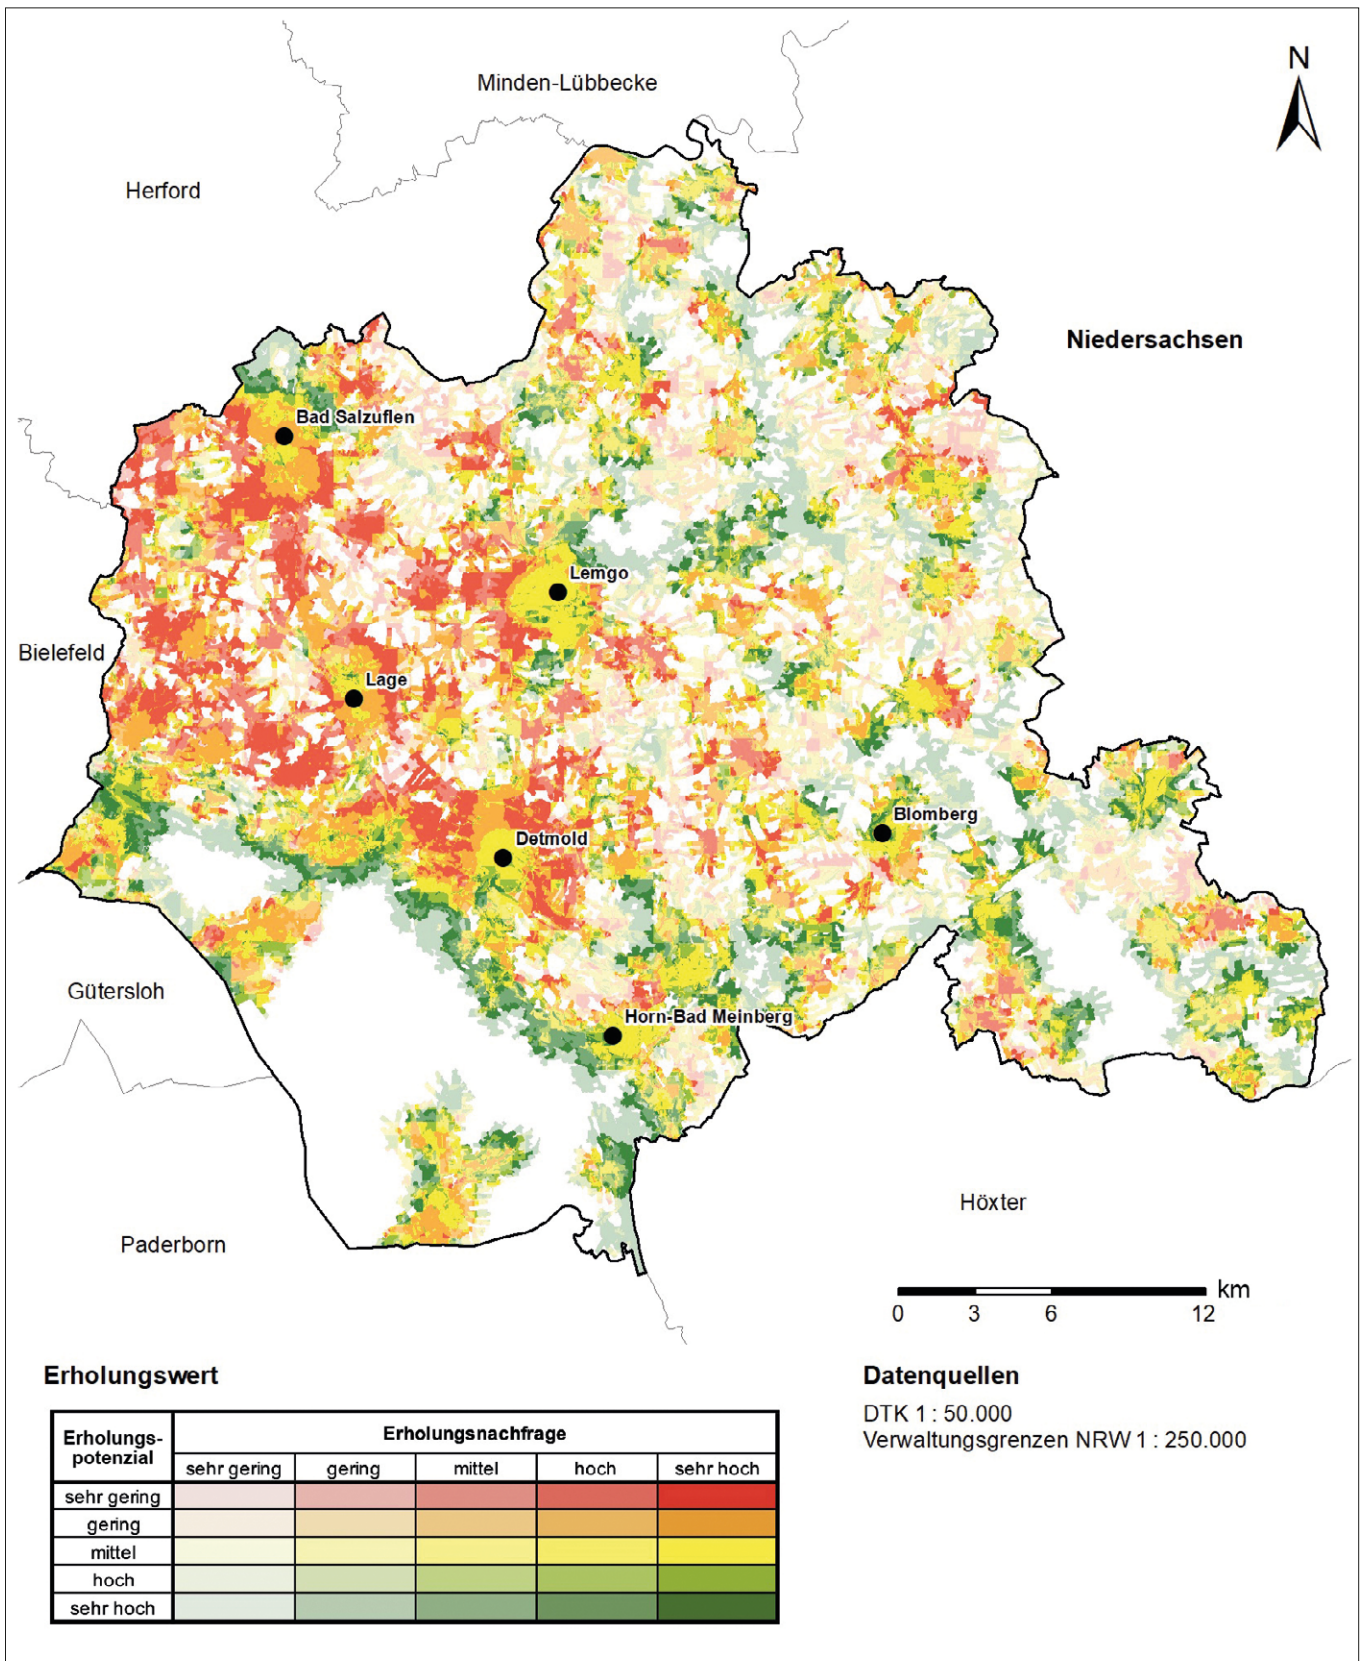 Minden-Lübbecke
N
Herford
Niedersachsen
Bad Salzuflen
Lemgo
Bielefeld
Lage
Blomberg
Detmold
Gütersloh
Horn-Bad Meinberg
Höxter
Paderborn
km
0 3 6 12
Erholungswert
Datenquellen
DTK 1 : 50.000
Verwaltungsgrenzen NRW 1 : 250.000
Erholungs-
potenzial
Erholungsnachfrage
sehr gering gering mittel hoch sehr hoch
sehr gering
gering
mittel
hoch
sehr hoch